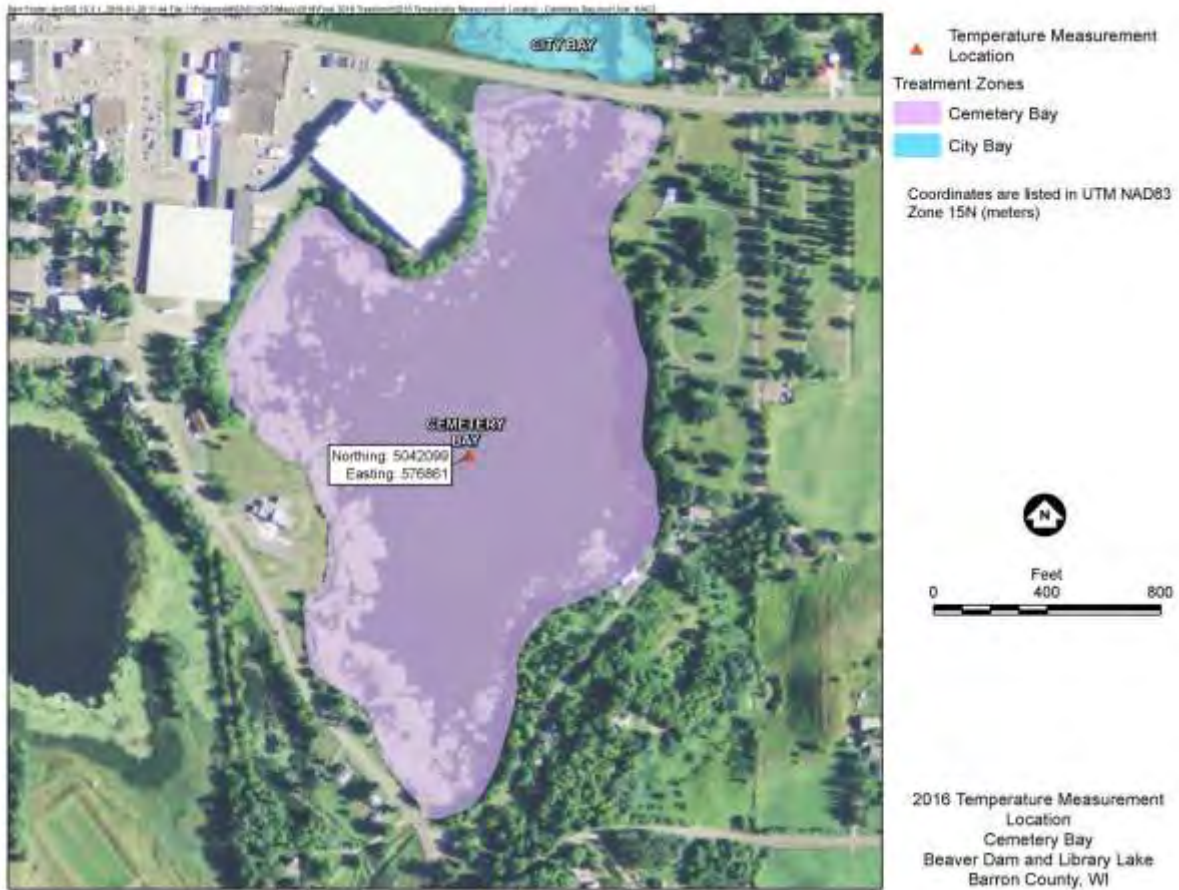 CITY BAY
CEMETERY
BAY
Northing: 5042099
Easting: 576861
Temperature Measurement
Location
Treatment Zones
Cemetery Bay
City Bay
Coordinates are listed in UTM NAD83
Zone 15N (meters)
N
Feet
0 400 800
2016 Temperature Measurement
Location
Cemetery Bay
Beaver Dam and Library Lake
Barron County, WI